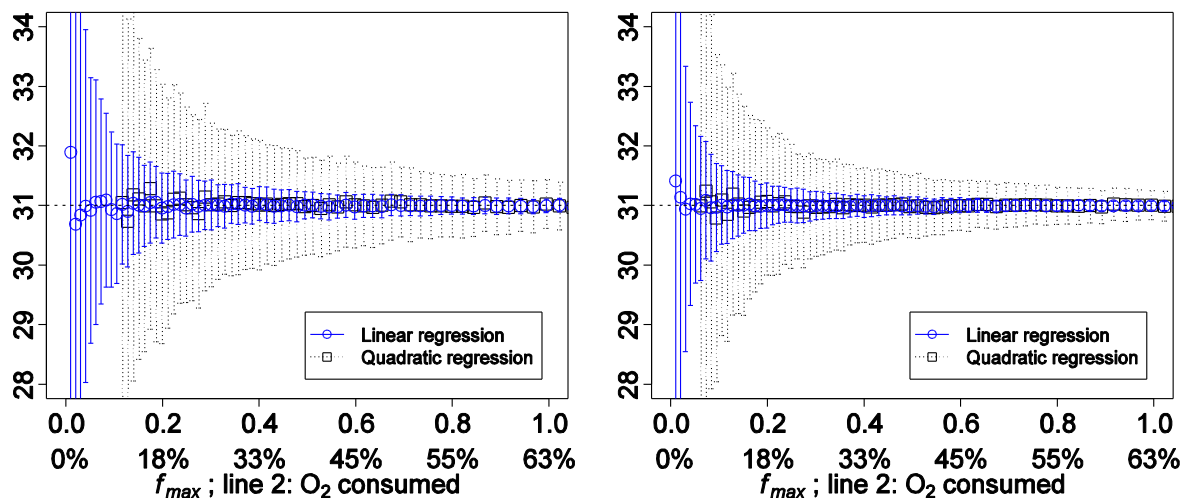 34
33
32
31
30
29
28
Linear regression
Quadratic regression
0.0 0.2 0.4 0.6 0.8 1.0
0% 18% 33% 45% 55% 63%
fmax ; line 2: O2 consumed
34
33
32
31
30
29
28
Linear regression
Quadratic regression
0.0 0.2 0.4 0.6 0.8 1.0
0% 18% 33% 45% 55% 63%
fmax ; line 2: O2 consumed